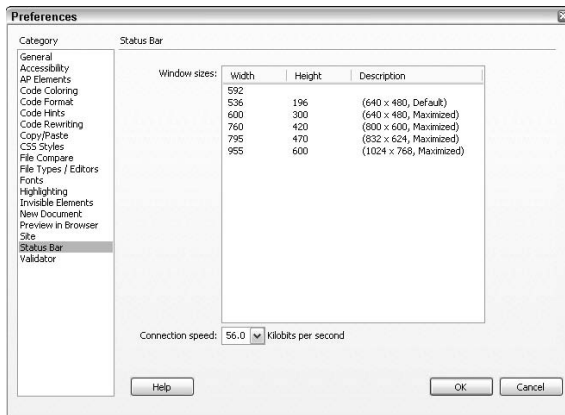 Preferences
Category
Status Bar
General
Accessibility
AP Elements
Code Coloring
Code Format
Code Hints
Code Rewriting
Copy/Paste
CSS Styles
File Compare
File Types / Editors
Fonts
Highlighting
Invisible Elements
New Document
Preview in Browser
Site
Status Bar
Validator
Window sizes:
Width Height Description
592
536 196 (640 x 480, Default)
600 300 (640 x 480, Maximized)
760 420 (800 x 600, Maximized)
795 470 (832 x 624, Maximized)
955 600 (1024 x 768, Maximized)
Connection speed: 56.0 Kilobits per second
Help OK Cancel